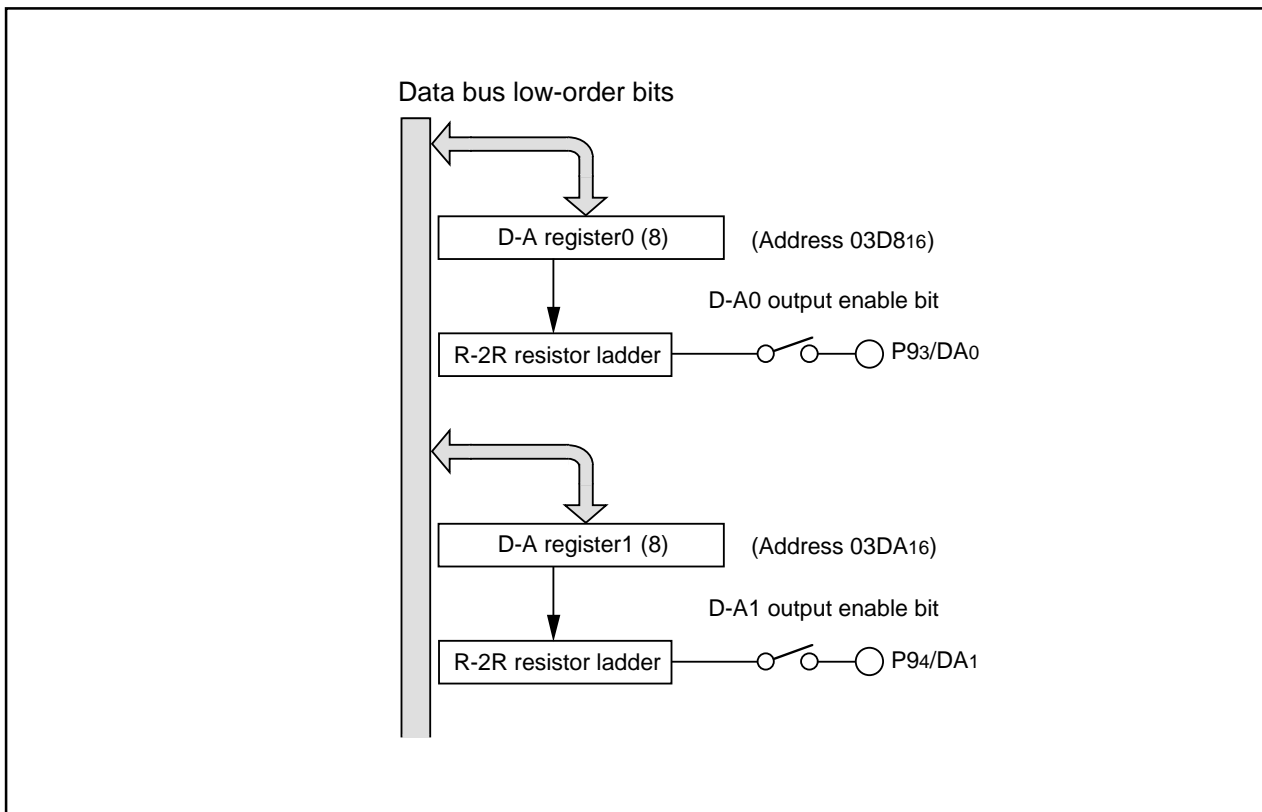 Data bus low-order bits
D-A register0 (8)
(Address 03D816)
D-A0 output enable bit
R-2R resistor ladder
P93/DA0
D-A register1 (8)
(Address 03DA16)
D-A1 output enable bit
R-2R resistor ladder
P94/DA1